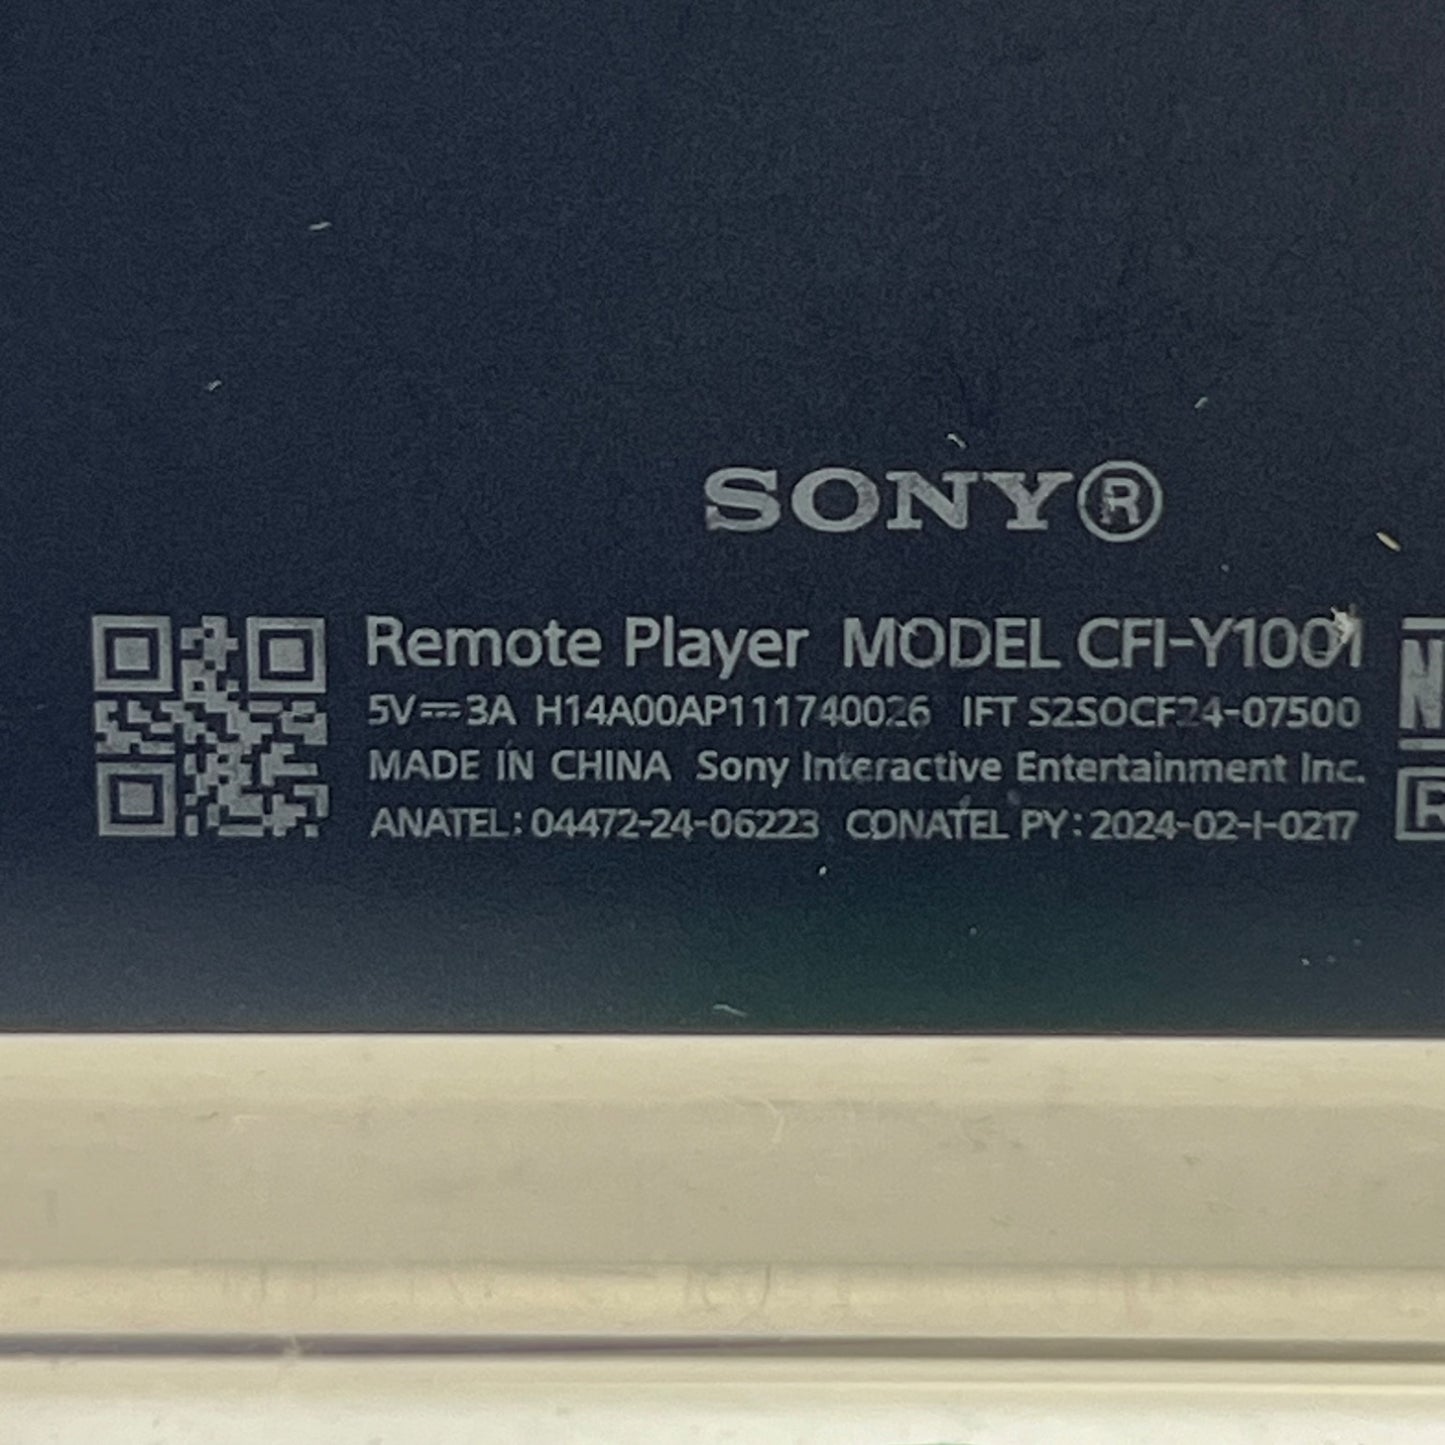 SONY®
Remote Player MODEL CFI-Y1001
5V⎓3A H14A00AP111740026 IFT S2SOCF24-07500
MADE IN CHINA Sony Interactive Entertainment Inc.
ANATEL: 04472-24-06223 CONATEL PY: 2024-02-I-0217